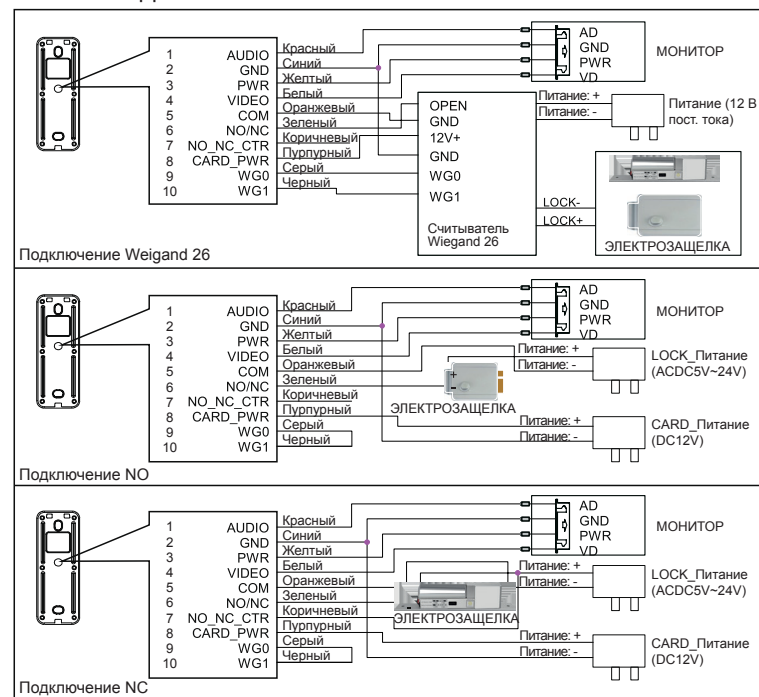 1 AUDIO Красный
2 GND Синий
3 PWR Желтый
4 VIDEO Белый
5 COM Оранжевый
6 NO/NC Зеленый
7 NO_NC_CTR Коричневый
8 CARD_PWR Пурпурный
9 WG0 Серый
10 WG1 Черный
OPEN
GND
12V+
GND
WG0
WG1
Считыватель
Wiegand 26
AD
GND
PWR
VD
МОНИТОР
Питание: +
Питание: -
Питание (12 В
пост. тока)
LOCK-
LOCK+
ЭЛЕКТРОЗАЩЕЛКА
Подключение Weigand 26
1 AUDIO Красный
2 GND Синий
3 PWR Желтый
4 VIDEO Белый
5 COM Оранжевый
6 NO/NC Зеленый
7 NO_NC_CTR Коричневый
8 CARD_PWR Пурпурный
9 WG0 Серый
10 WG1 Черный
AD
GND
PWR
VD
МОНИТОР
Питание: +
Питание: -
LOCK_Питание
(ACDC5V~24V)
+
-
ЭЛЕКТРОЗАЩЕЛКА
Питание: +
Питание: -
CARD_Питание
(DC12V)
Подключение NO
1 AUDIO Красный
2 GND Синий
3 PWR Желтый
4 VIDEO Белый
5 COM Оранжевый
6 NO/NC Зеленый
7 NO_NC_CTR Коричневый
8 CARD_PWR Пурпурный
9 WG0 Серый
10 WG1 Черный
AD
GND
PWR
VD
МОНИТОР
Питание: +
Питание: -
LOCK_Питание
(ACDC5V~24V)
ЭЛЕКТРОЗАЩЕЛКА
Питание: +
Питание: -
CARD_Питание
(DC12V)
Подключение NC